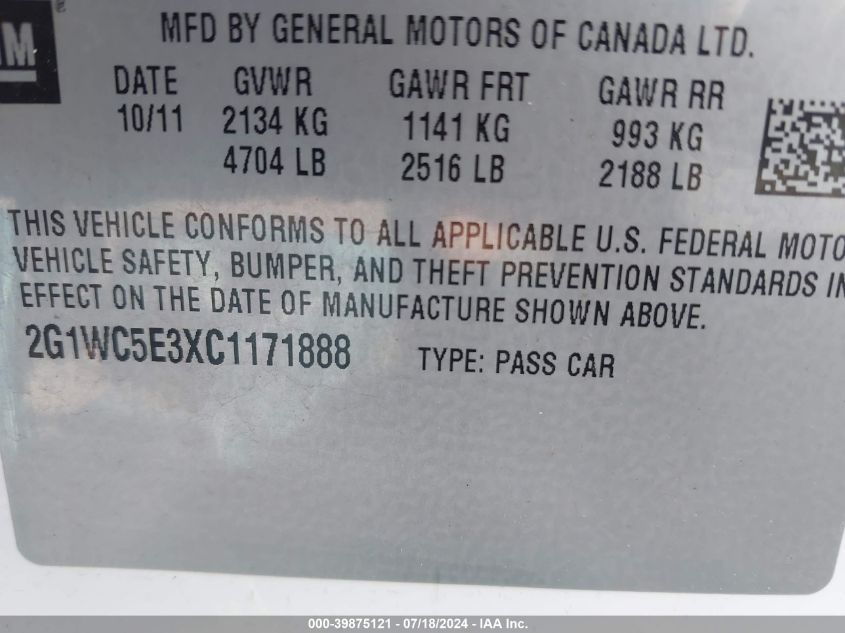 GM
MFD BY GENERAL MOTORS OF CANADA LTD.
DATE GVWR GAWR FRT GAWR RR
10/11 2134 KG 1141 KG 993 KG
4704 LB 2516 LB 2188 LB
THIS VEHICLE CONFORMS TO ALL APPLICABLE U.S. FEDERAL MOTO
VEHICLE SAFETY, BUMPER, AND THEFT PREVENTION STANDARDS IN
EFFECT ON THE DATE OF MANUFACTURE SHOWN ABOVE.
2G1WC5E3XC1171888 TYPE: PASS CAR
000-39875121 - 07/18/2024 - IAA Inc.